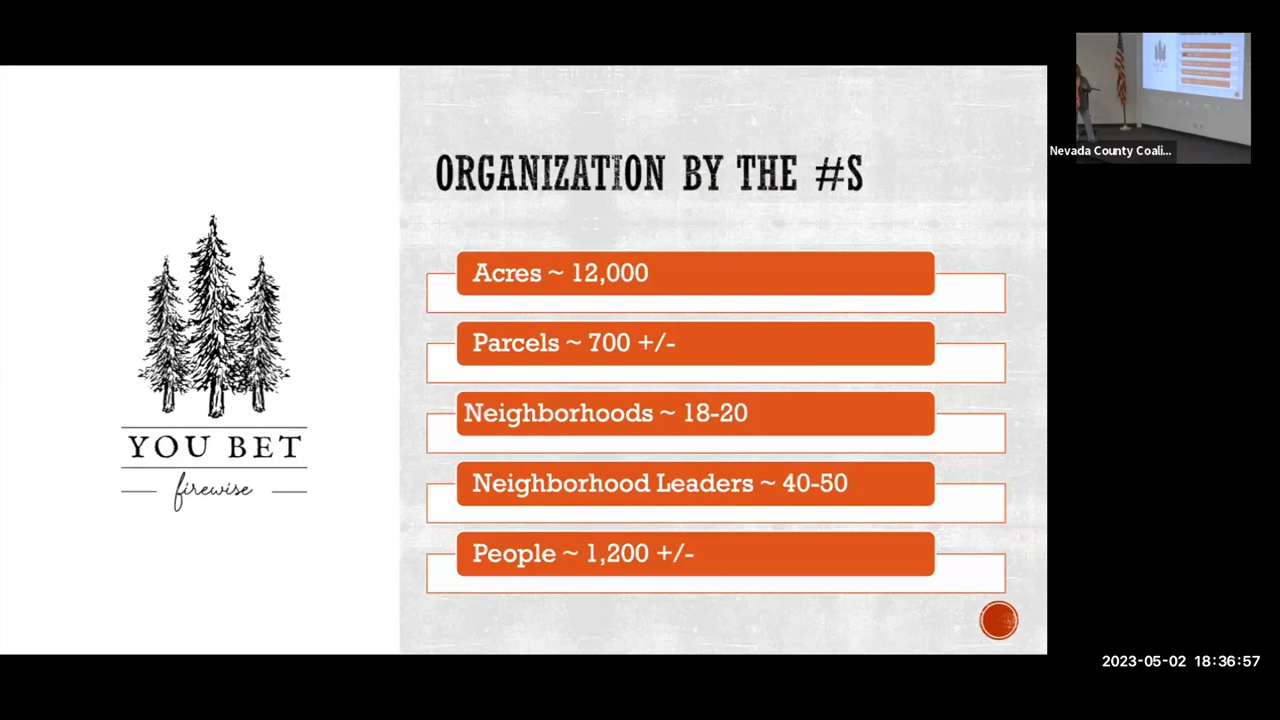 ORGANIZATION BY THE #S
Acres ~ 12,000
Parcels ~ 700 +/-
Neighborhoods ~ 18-20
Neighborhood Leaders ~ 40-50
People ~ 1,200 +/-
YOU BET
firewise
Nevada County Coali...
2023-05-02 18:36:57